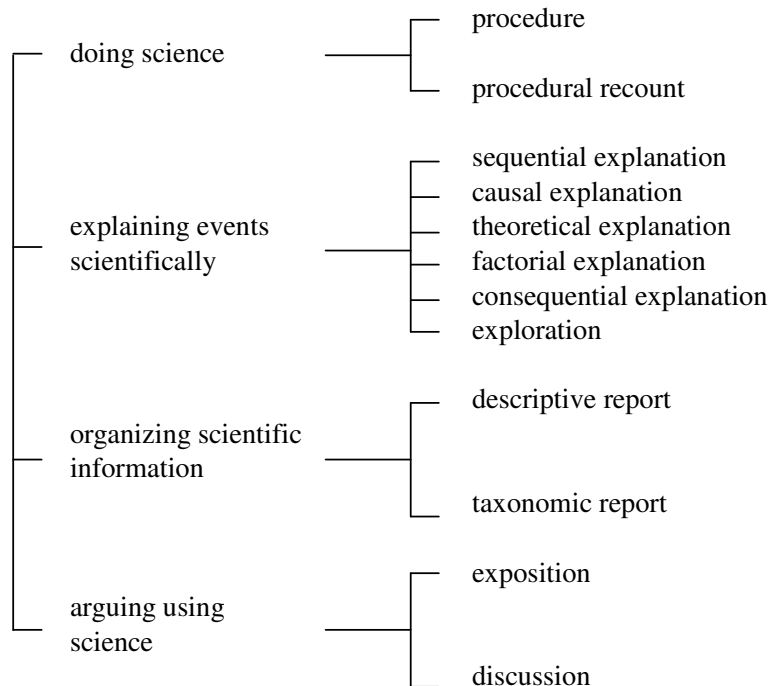 doing science
procedure
procedural recount
explaining events
scientifically
sequential explanation
causal explanation
theoretical explanation
factorial explanation
consequential explanation
exploration
organizing scientific
information
descriptive report
taxonomic report
arguing using
science
exposition
discussion